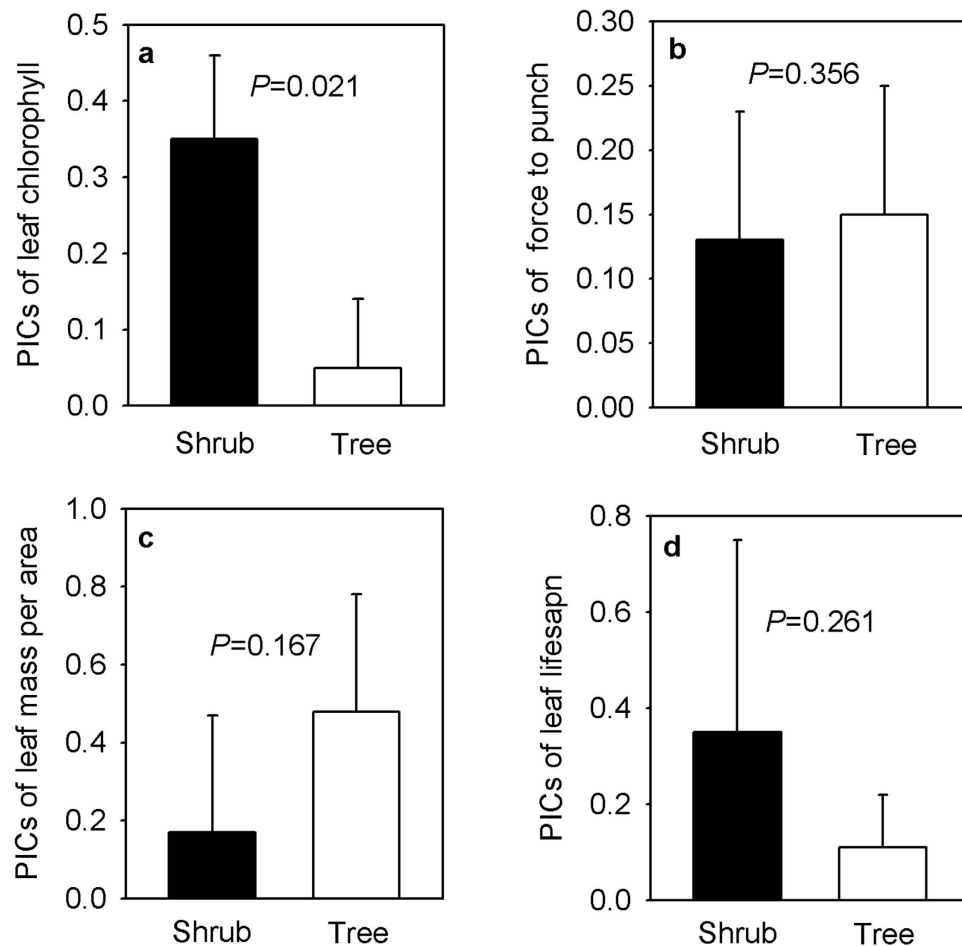 PICs of leaf chlorophyll
0.5
0.4
0.3
0.2
0.1
0.0
a
P=0.021
Shrub
Tree
PICs of force to punch
0.30
0.25
0.20
0.15
0.10
0.05
0.00
b
P=0.356
Shrub
Tree
PICs of leaf mass per area
1.0
0.8
0.6
0.4
0.2
0.0
c
P=0.167
Shrub
Tree
PICs of leaf lifesapn
0.8
0.6
0.4
0.2
0.0
d
P=0.261
Shrub
Tree